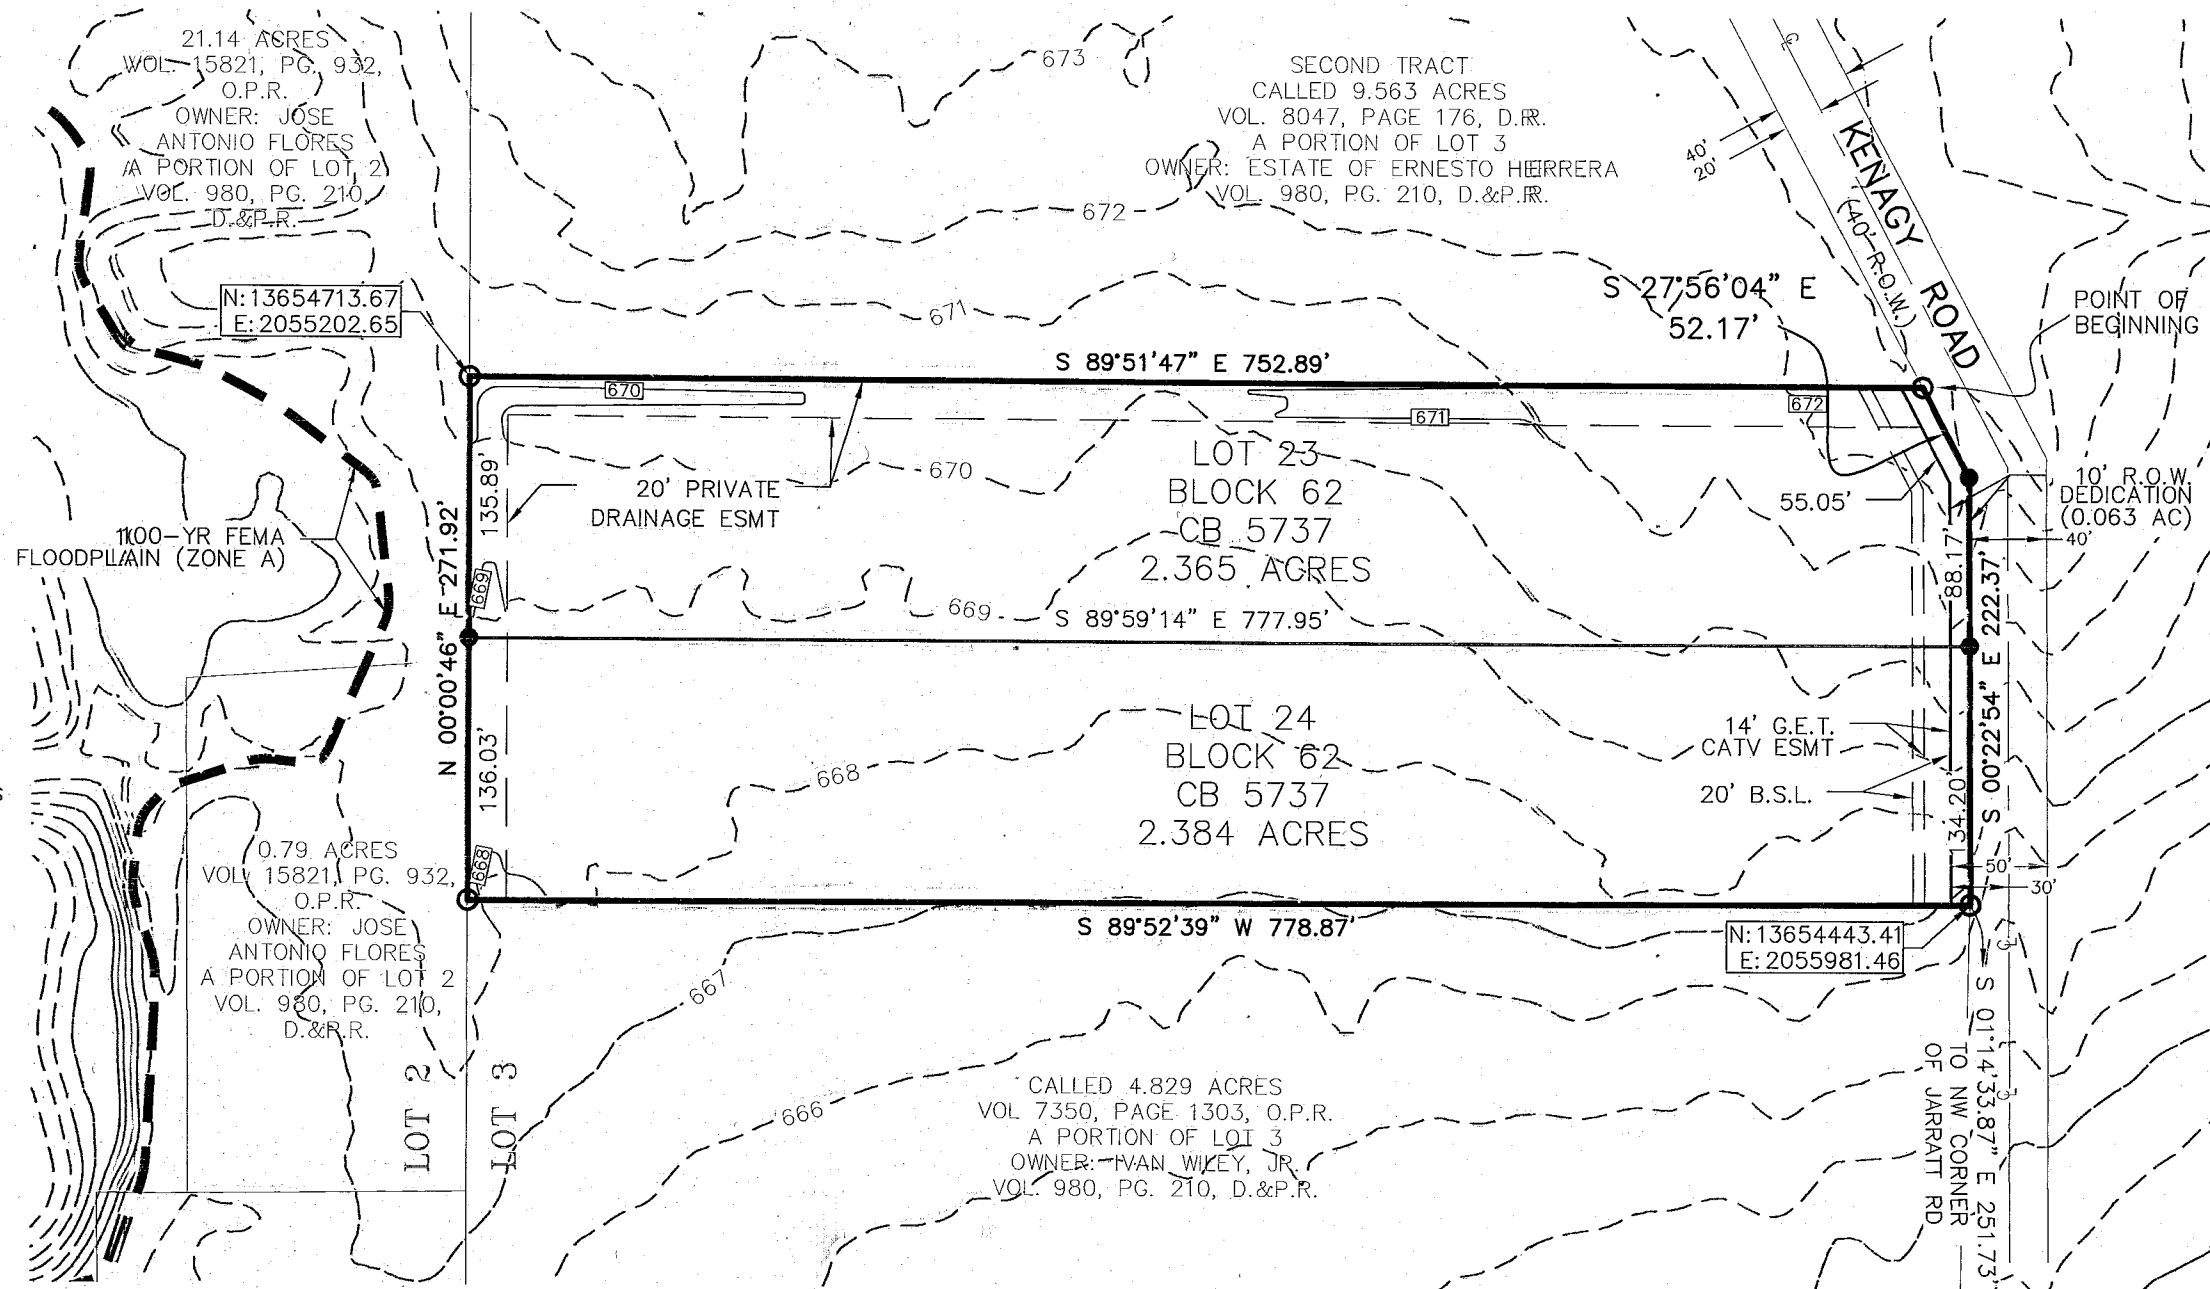 21.14 ACRES
VOL. 15821, PG. 932,
O.P.R.
OWNER: JOSE
ANTONIO FLORES
A PORTION OF LOT 2
VOL. 980, PG. 210,
D.&P.R.
673
SECOND TRACT
CALLED 9.563 ACRES
VOL. 8047, PAGE 176, D.R.
A PORTION OF LOT 3
OWNER: ESTATE OF ERNESTO HERRERA
VOL. 980, PG. 210, D.&P.R.
672
40'
20'
KENAGY ROAD
(40' R.O.W.)
N:13654713.67
E:2055202.65
671
S 27°56'04" E
52.17'
POINT OF
BEGINNING
S 89°51'47" E 752.89'
670
671
672
LOT 23
BLOCK 62
CB 5737
2.365 ACRES
670
20' PRIVATE
DRAINAGE ESMT
135.89'
N 00°00'46" E 271.92'
55.05'
10' R.O.W.
DEDICATION
(0.063 AC)
40'
100-YR FEMA
FLOODPLAIN (ZONE A)
669
669
88.17'
S 00°22'54" E 222.37'
S 89°59'14" E 777.95'
LOT 24
BLOCK 62
CB 5737
2.384 ACRES
668
136.03'
14' G.E.T.
CATV ESMT
20' B.S.L.
134.20'
50'
30'
668
0.79 ACRES
VOL 15821, PG. 932,
O.P.R.
OWNER: JOSE
ANTONIO FLORES
A PORTION OF LOT 2
VOL. 980, PG. 210,
D.&P.R.
S 89°52'39" W 778.87'
N:13654443.41
E:2055981.46
667
666
LOT 2
LOT 3
CALLED 4.829 ACRES
VOL 7350, PAGE 1303, O.P.R.
A PORTION OF LOT 3
OWNER: IVAN WILEY, JR.
VOL. 980, PG. 210, D.&P.R.
S 01°14'33.87" E 251.73'
TO NW CORNER
OF JARRATT RD